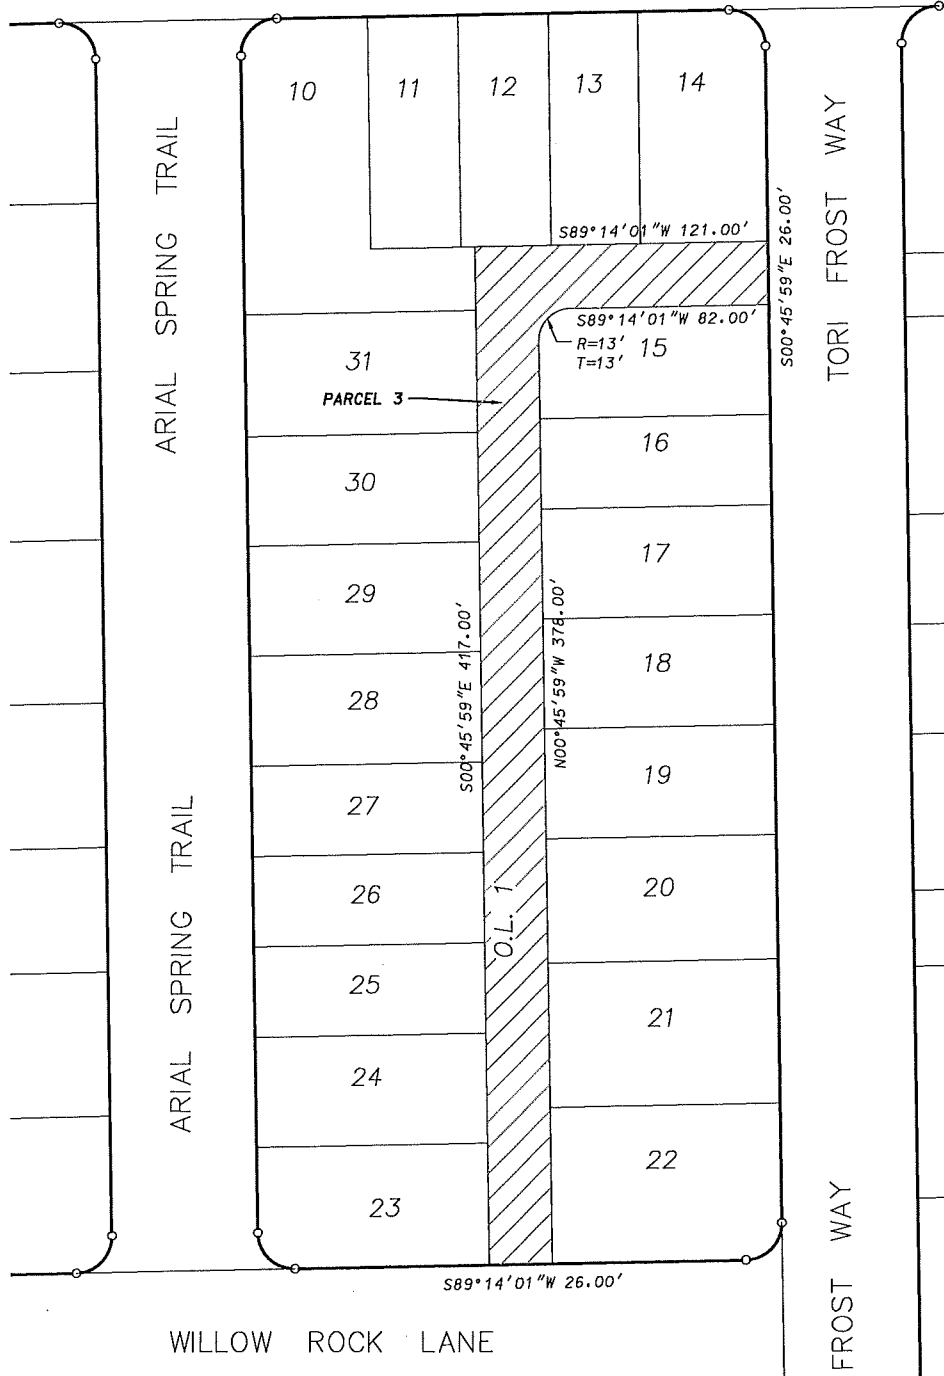 10
11
12
13
14
ARIAL SPRING TRAIL
TORI FROST WAY
S89°14'01"W 121.00'
S00°45'59"E 26.00'
S89°14'01"W 82.00'
R=13'
T=13'
15
31
PARCEL 3
16
30
17
29
S00°45'59"E 417.00'
N00°45'59"W 378.00'
18
28
19
27
20
26
O.L. 1
ARIAL SPRING TRAIL
25
21
24
22
23
FROST WAY
S89°14'01"W 26.00'
WILLOW ROCK LANE